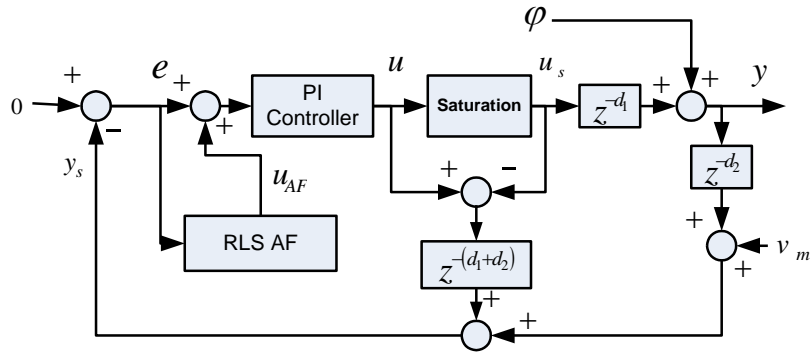 φ
+ e + u u_s + + y
0 PI Controller Saturation z^{-d_1}
− +
y_s u_{AF} + − z^{-d_2}
RLS AF +
z^{-(d_1+d_2)} v_m
+ +
+